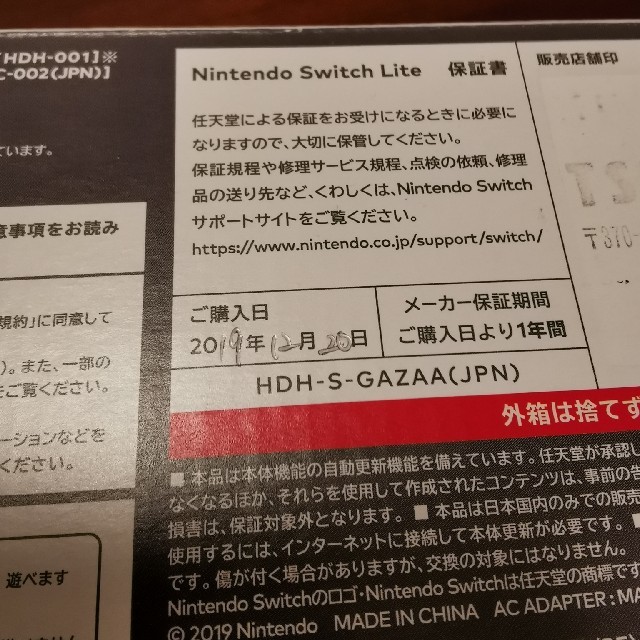 [HDH-001]※
C-002(JPN)]
ています。
意事項をお読み
規約」に同意して
)。また、一部の
をご覧ください。
ーションなどを
ください。
遊べます
Nintendo Switch Lite 保証書
任天堂による保証をお受けになるときに必要に
なりますので、大切に保管してください。
保証規程や修理サービス規程、点検の依頼、修理
品の送り先など、くわしくは、Nintendo Switch
サポートサイトをご覧ください。
https://www.nintendo.co.jp/support/switch/
ご購入日
2019年12月26日
メーカー保証期間
ご購入日より1年間
HDH-S-GAZAA(JPN)
販売店舗印
TS
〒370-
外箱は捨てず
■ 本品は本体機能の自動更新機能を備えています。任天堂が承認し
なくなるほか、それらを使用して作成されたコンテンツは、事前の告
損害は、保証対象外となります。 ■ 本品は日本国内のみでの販売
使用するには、インターネットに接続して本体更新が必要です。 ■
です。傷が付く場合がありますが、交換の対象にはなりません。
Nintendo Switchのロゴ・Nintendo Switchは任天堂の商標です
© 2019 Nintendo MADE IN CHINA AC ADAPTER : MA